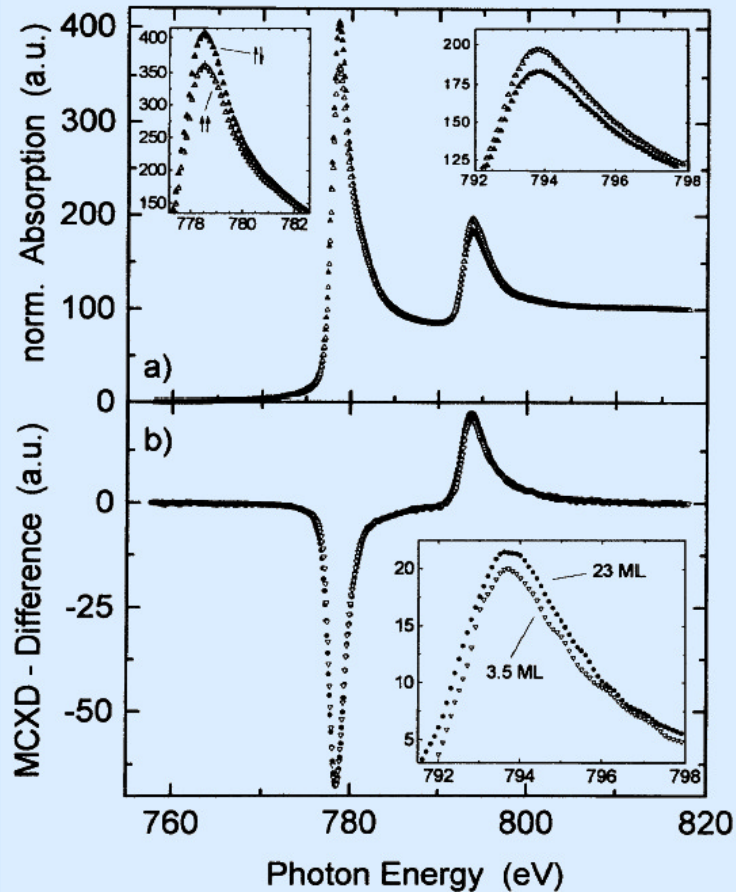 norm. Absorption (a.u.)
400
300
200
100
0
a)
400
350
300
250
200
150
778 780 782
200
175
150
125
792 794 796 798
MCXD - Difference (a.u.)
0
-25
-50
b)
20
15
10
5
792 794 796 798
23 ML
3.5 ML
760 780 800 820
Photon Energy (eV)